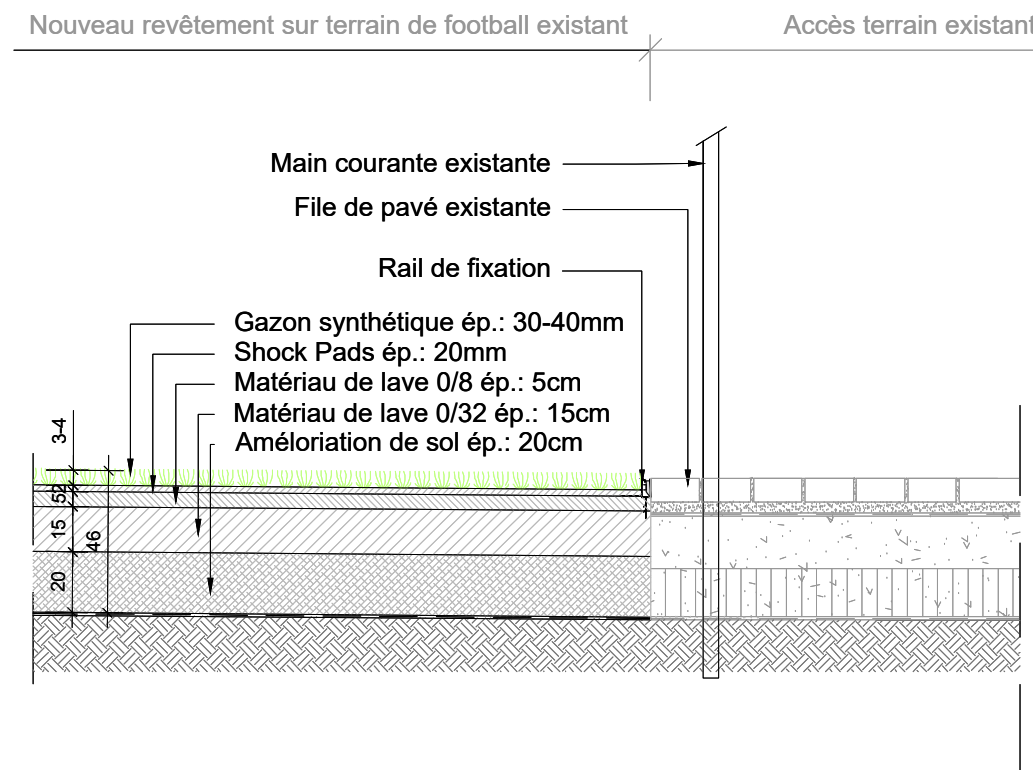 Nouveau revêtement sur terrain de football existant
Accès terrain existant
Main courante existante
File de pavé existante
Rail de fixation
Gazon synthétique ép.: 30-40mm
Shock Pads ép.: 20mm
Matériau de lave 0/8 ép.: 5cm
Matériau de lave 0/32 ép.: 15cm
Améloriation de sol ép.: 20cm
3-4
2
5
15
46
20